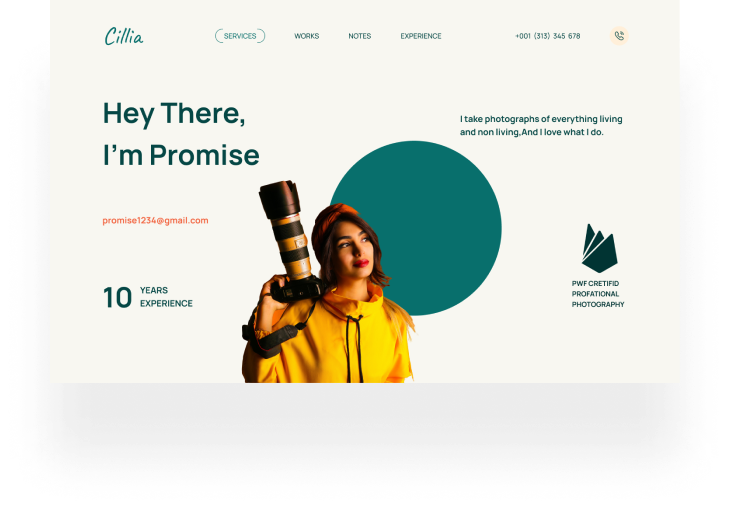 Cillia
SERVICES
WORKS
NOTES
EXPERIENCE
+001 (313) 345 678
Hey There,
I'm Promise
I take photographs of everything living
and non living,And I love what I do.
promise1234@gmail.com
10
YEARS
EXPERIENCE
PWF CRETIFID
PROFATIONAL
PHOTOGRAPHY